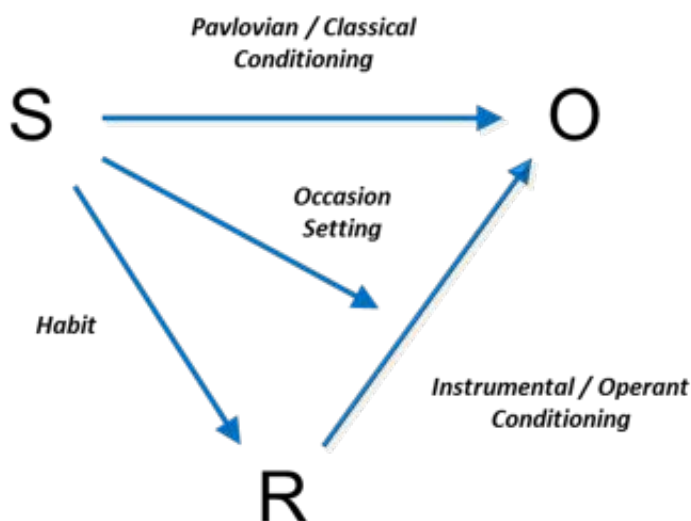 Pavlovian / Classical
Conditioning
S
O
Occasion
Setting
Habit
Instrumental / Operant
Conditioning
R